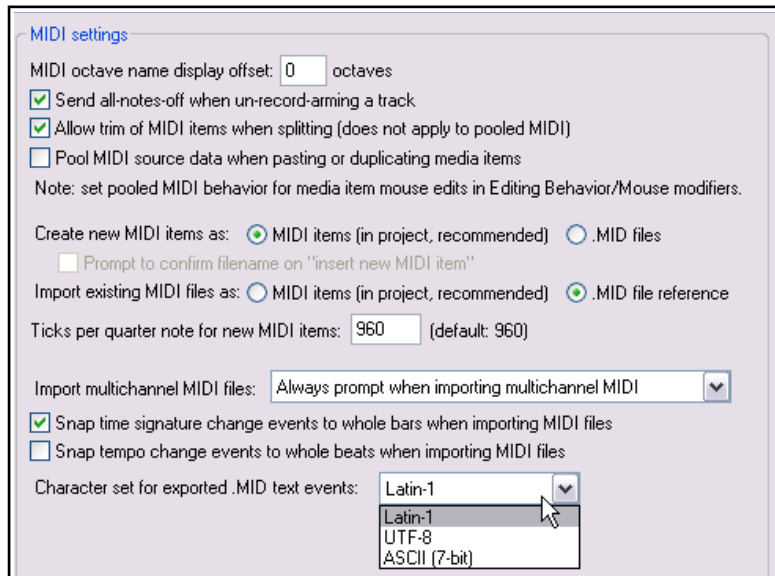 MIDI settings
MIDI octave name display offset: 0 octaves
Send all-notes-off when un-record-arming a track
Allow trim of MIDI items when splitting (does not apply to pooled MIDI)
Pool MIDI source data when pasting or duplicating media items
Note: set pooled MIDI behavior for media item mouse edits in Editing Behavior/Mouse modifiers.
Create new MIDI items as: MIDI items (in project, recommended) .MID files
Prompt to confirm filename on "insert new MIDI item"
Import existing MIDI files as: MIDI items (in project, recommended) .MID file reference
Ticks per quarter note for new MIDI items: 960 (default: 960)
Import multichannel MIDI files: Always prompt when importing multichannel MIDI
Snap time signature change events to whole bars when importing MIDI files
Snap tempo change events to whole beats when importing MIDI files
Character set for exported .MID text events: Latin-1
Latin-1
UTF-8
ASCII (7-bit)